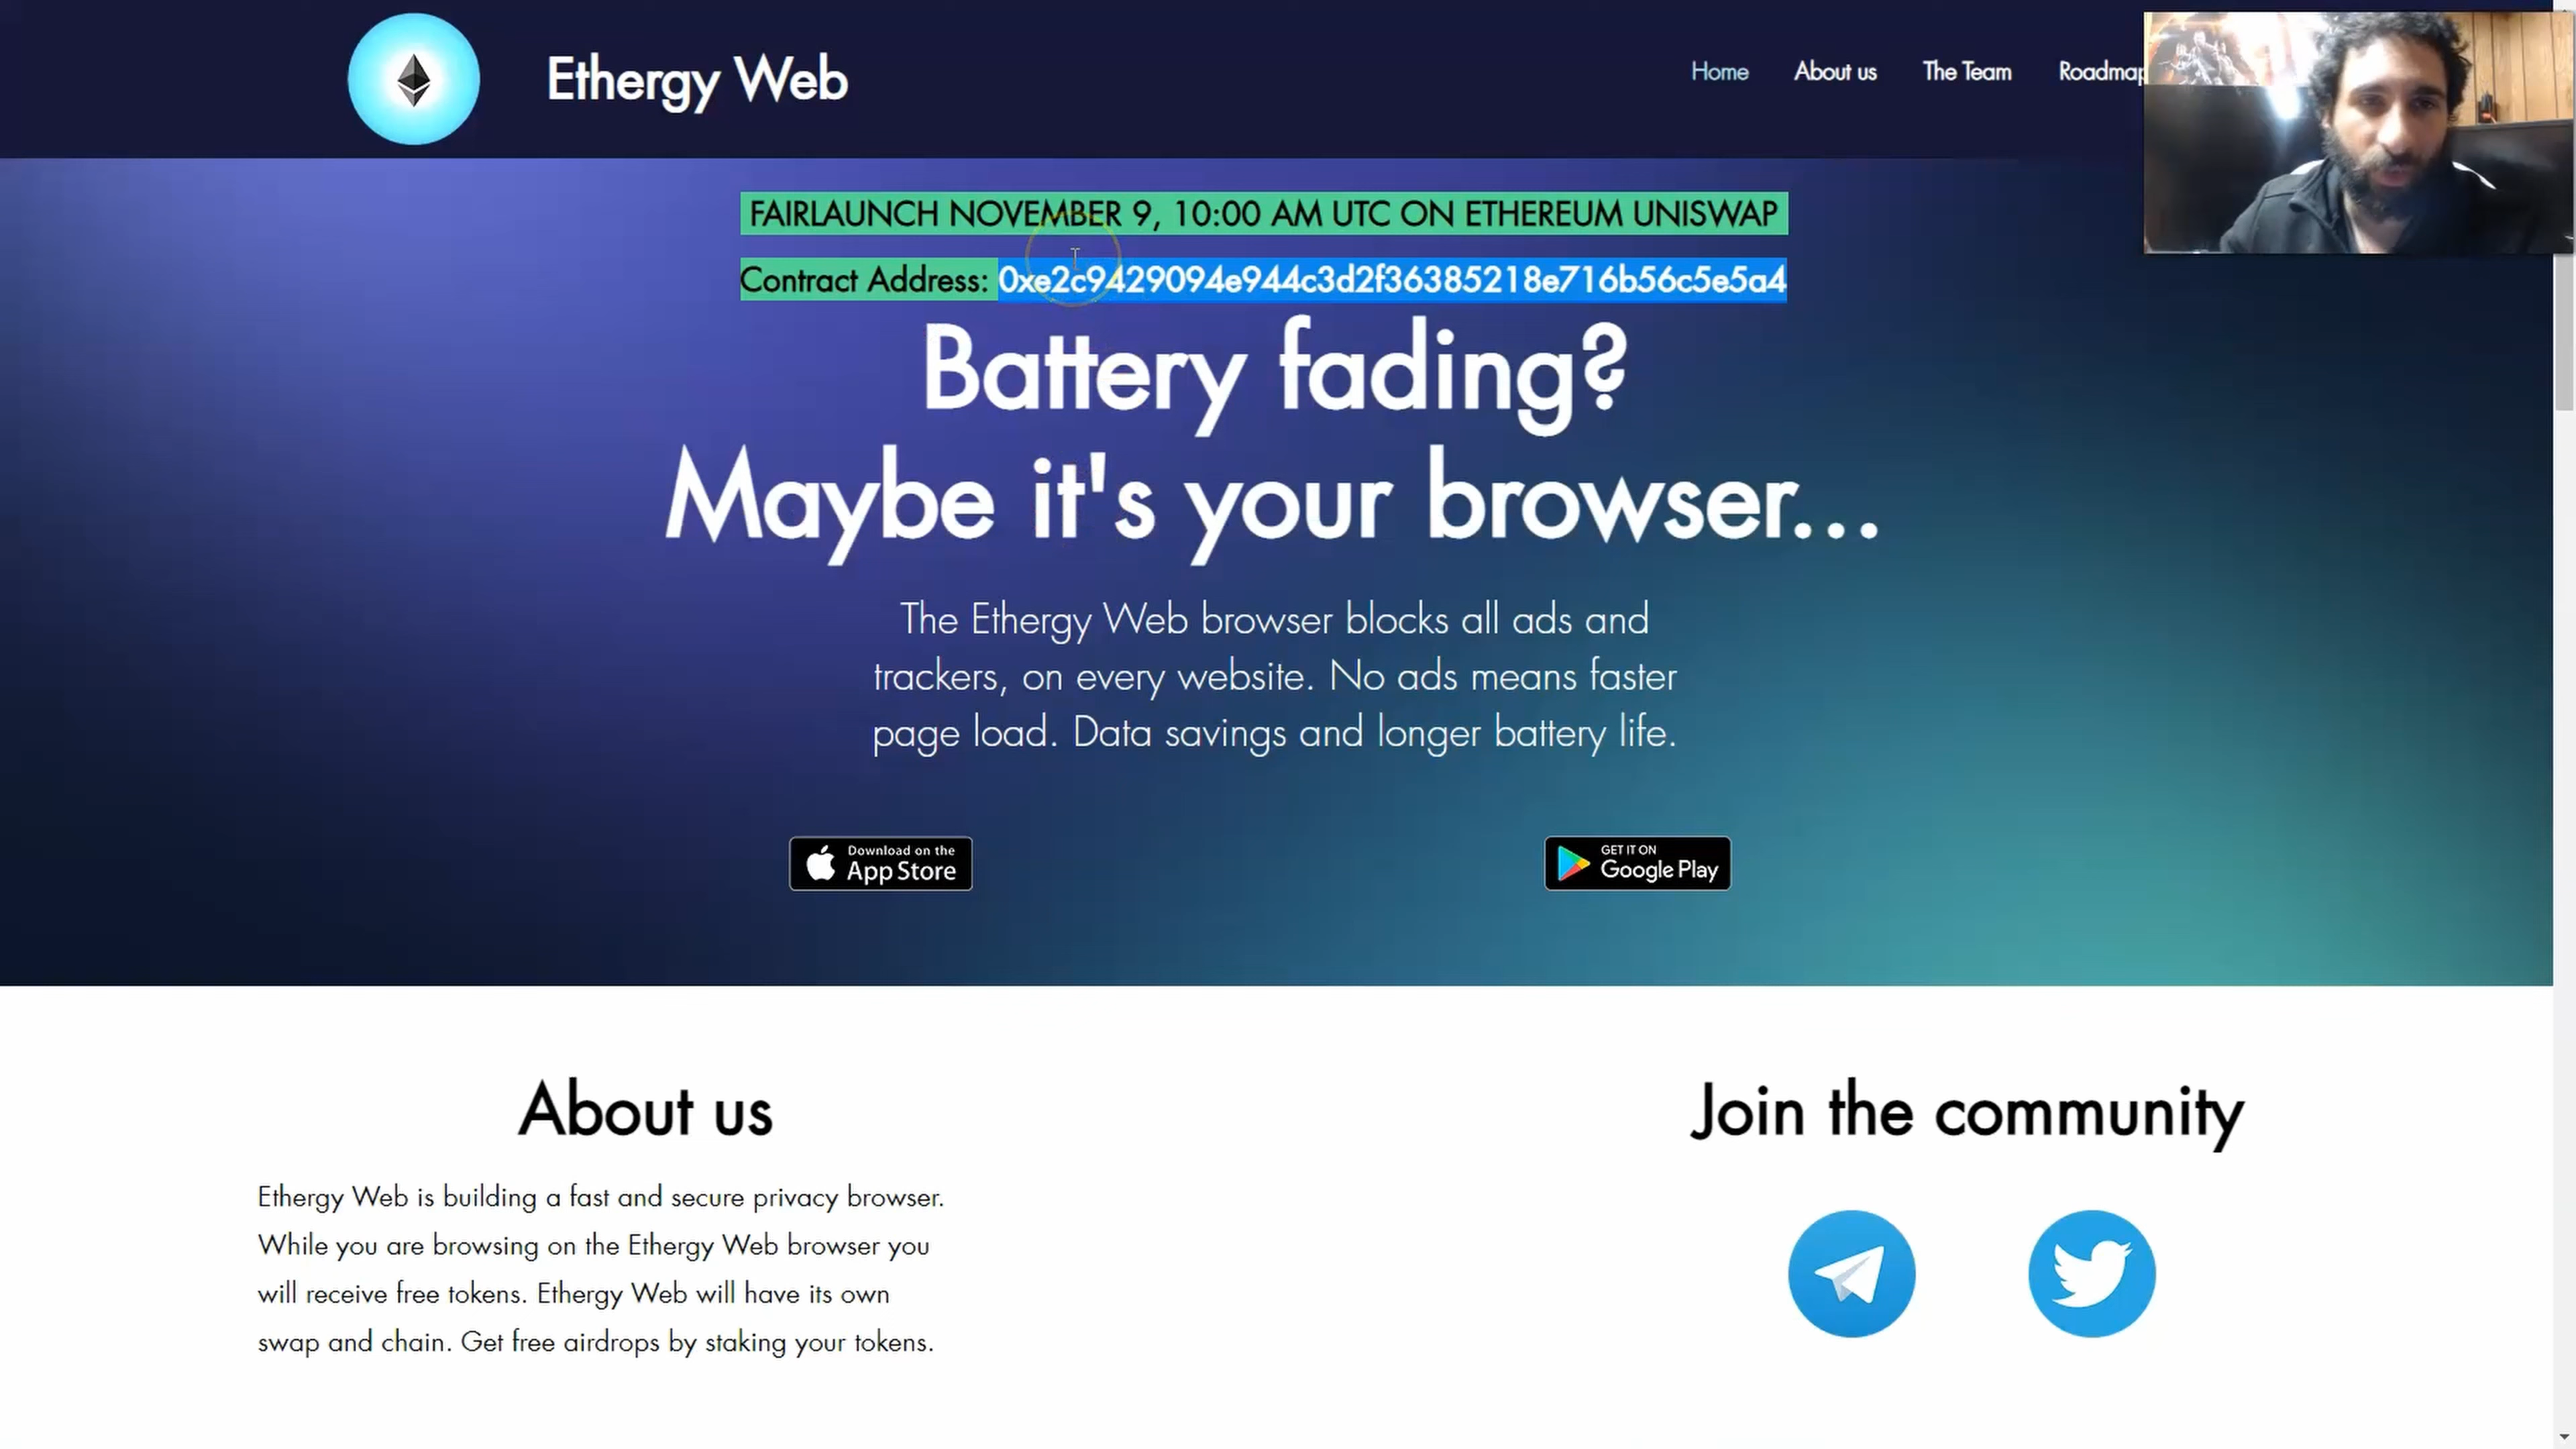 Ethergy Web
Home About us The Team Roadmap
FAIRLAUNCH NOVEMBER 9, 10:00 AM UTC ON ETHEREUM UNISWAP
Contract Address: 0xe2c9429094e944c3d2f36385218e716b56c5e5a4
Battery fading?
Maybe it's your browser...
The Ethergy Web browser blocks all ads and
trackers, on every website. No ads means faster
page load. Data savings and longer battery life.
Download on the
App Store
GET IT ON
Google Play
About us
Ethergy Web is building a fast and secure privacy browser.
While you are browsing on the Ethergy Web browser you
will receive free tokens. Ethergy Web will have its own
swap and chain. Get free airdrops by staking your tokens.
Join the community